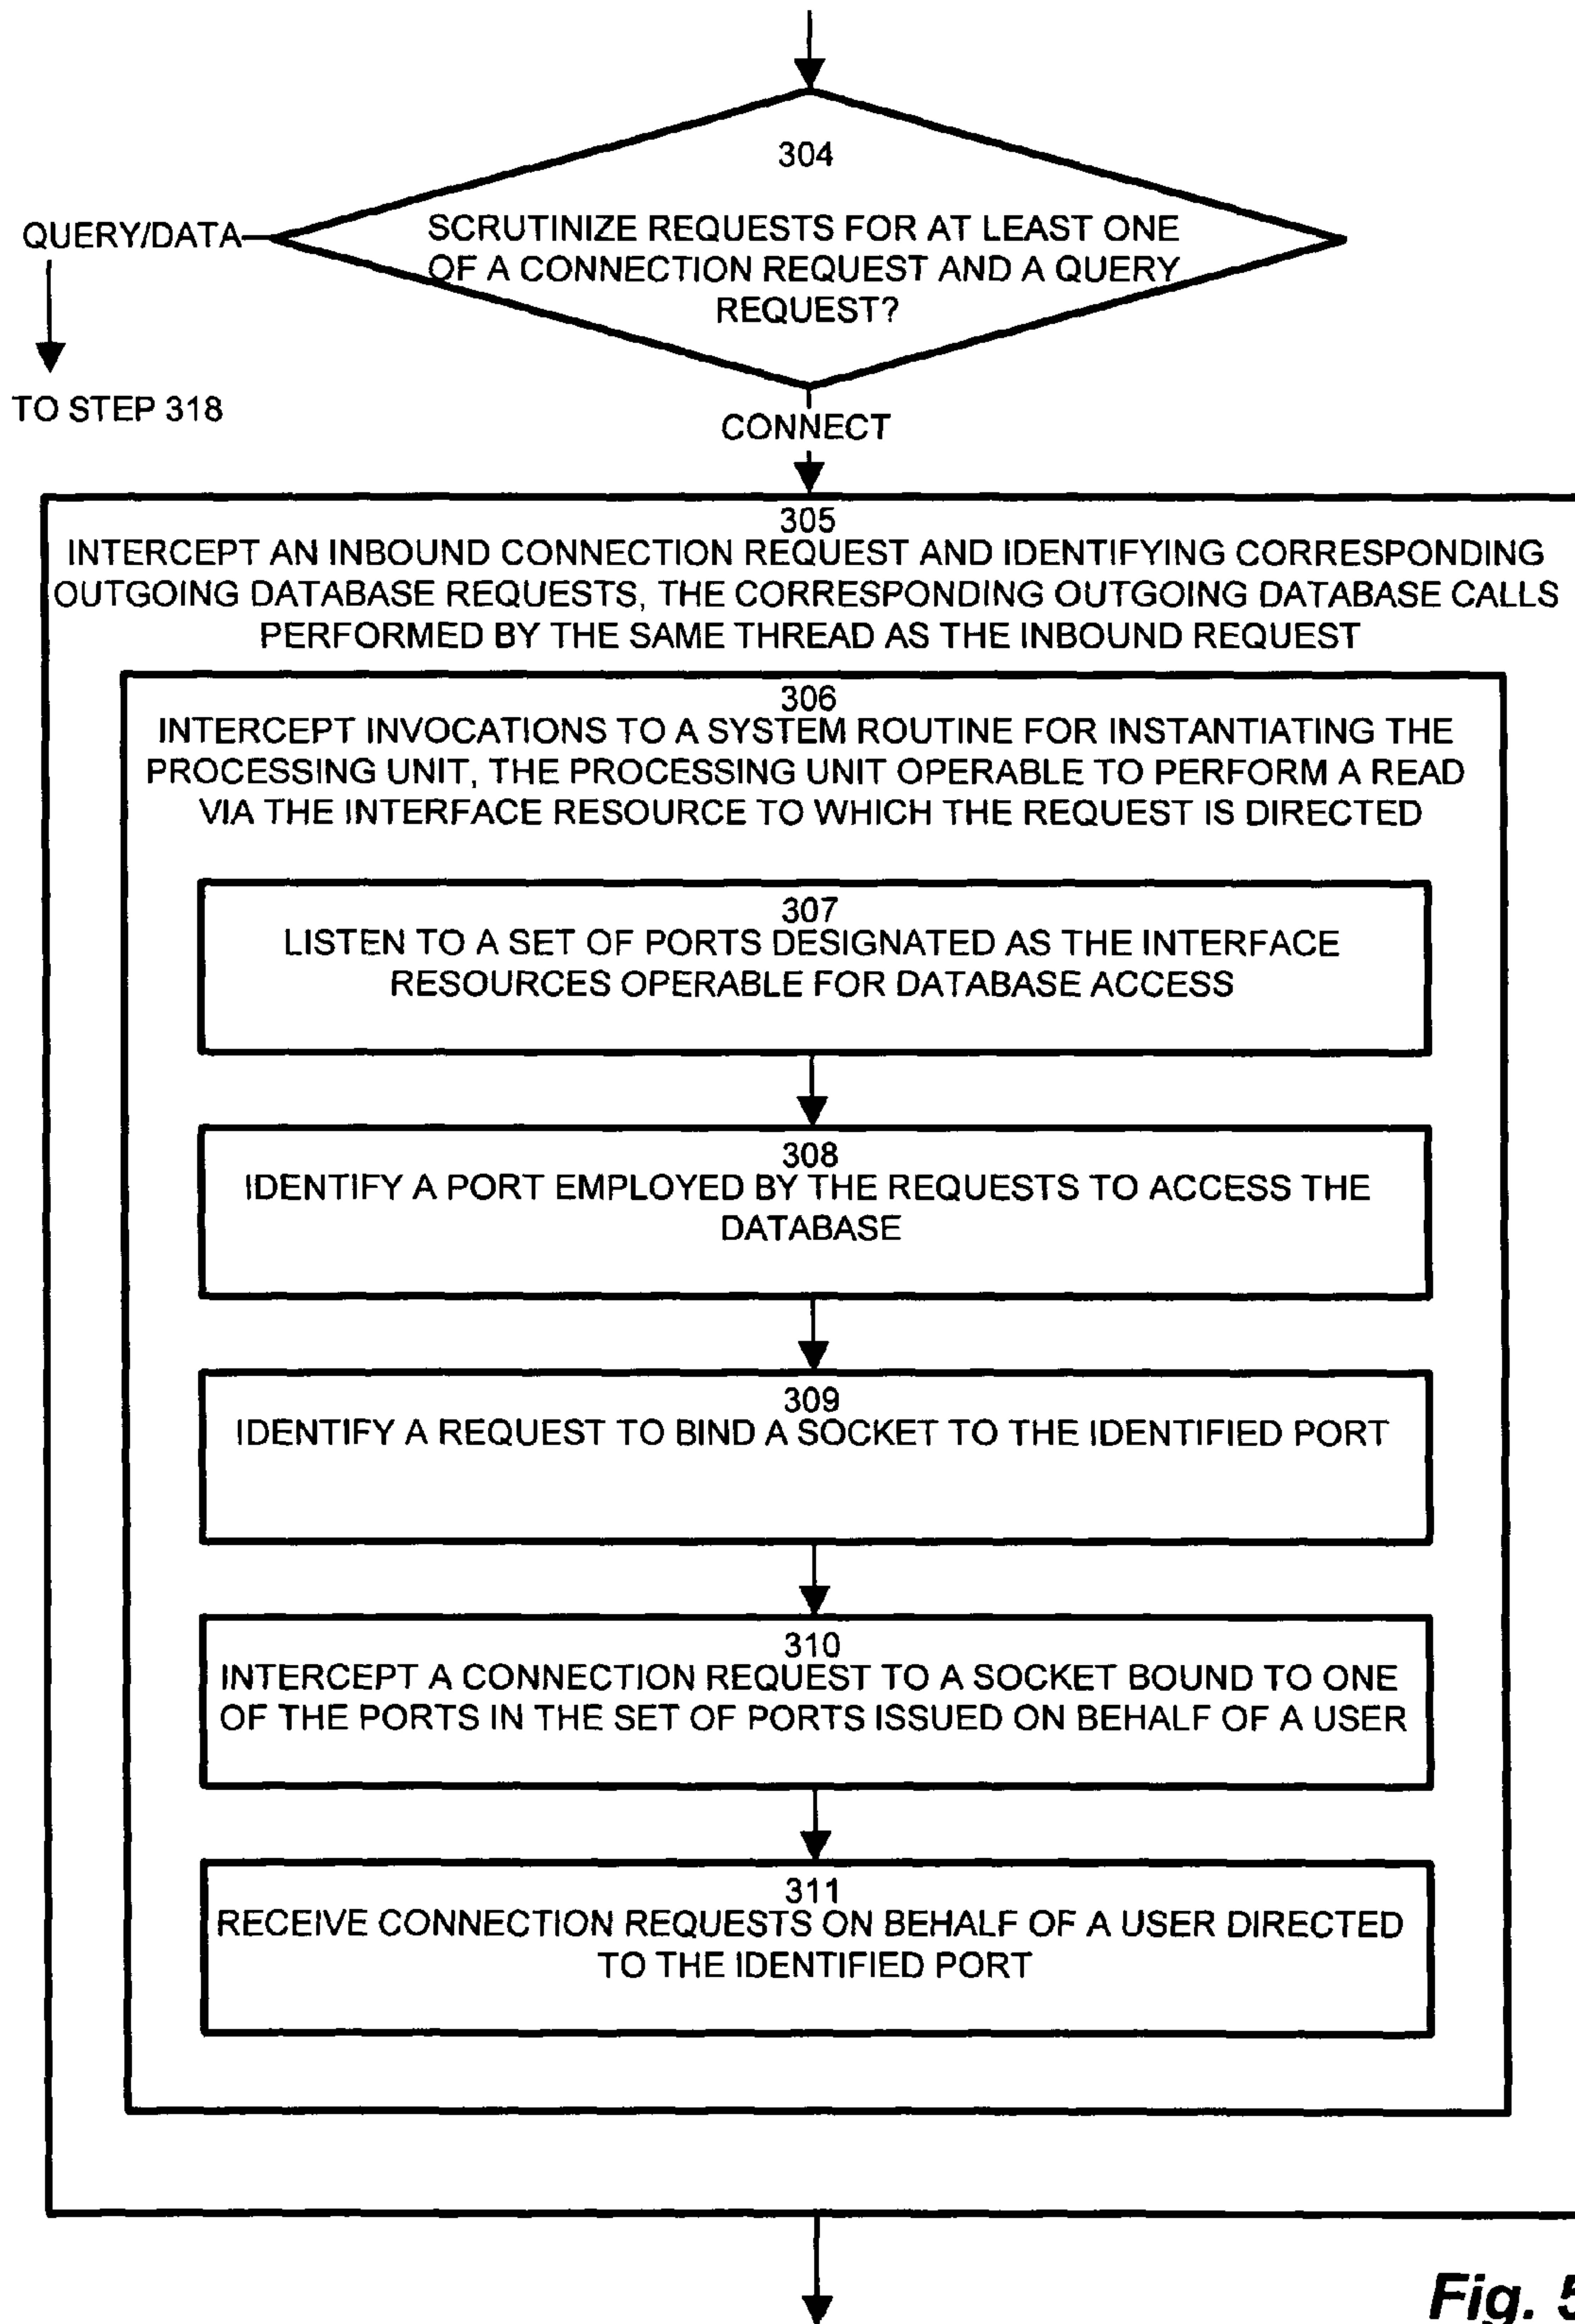 304
SCRUTINIZE REQUESTS FOR AT LEAST ONE
OF A CONNECTION REQUEST AND A QUERY
REQUEST?
QUERY/DATA
TO STEP 318
CONNECT
305
INTERCEPT AN INBOUND CONNECTION REQUEST AND IDENTIFYING CORRESPONDING
OUTGOING DATABASE REQUESTS, THE CORRESPONDING OUTGOING DATABASE CALLS
PERFORMED BY THE SAME THREAD AS THE INBOUND REQUEST
306
INTERCEPT INVOCATIONS TO A SYSTEM ROUTINE FOR INSTANTIATING THE
PROCESSING UNIT, THE PROCESSING UNIT OPERABLE TO PERFORM A READ
VIA THE INTERFACE RESOURCE TO WHICH THE REQUEST IS DIRECTED
307
LISTEN TO A SET OF PORTS DESIGNATED AS THE INTERFACE
RESOURCES OPERABLE FOR DATABASE ACCESS
308
IDENTIFY A PORT EMPLOYED BY THE REQUESTS TO ACCESS THE
DATABASE
309
IDENTIFY A REQUEST TO BIND A SOCKET TO THE IDENTIFIED PORT
310
INTERCEPT A CONNECTION REQUEST TO A SOCKET BOUND TO ONE
OF THE PORTS IN THE SET OF PORTS ISSUED ON BEHALF OF A USER
311
RECEIVE CONNECTION REQUESTS ON BEHALF OF A USER DIRECTED
TO THE IDENTIFIED PORT
Fig. 5